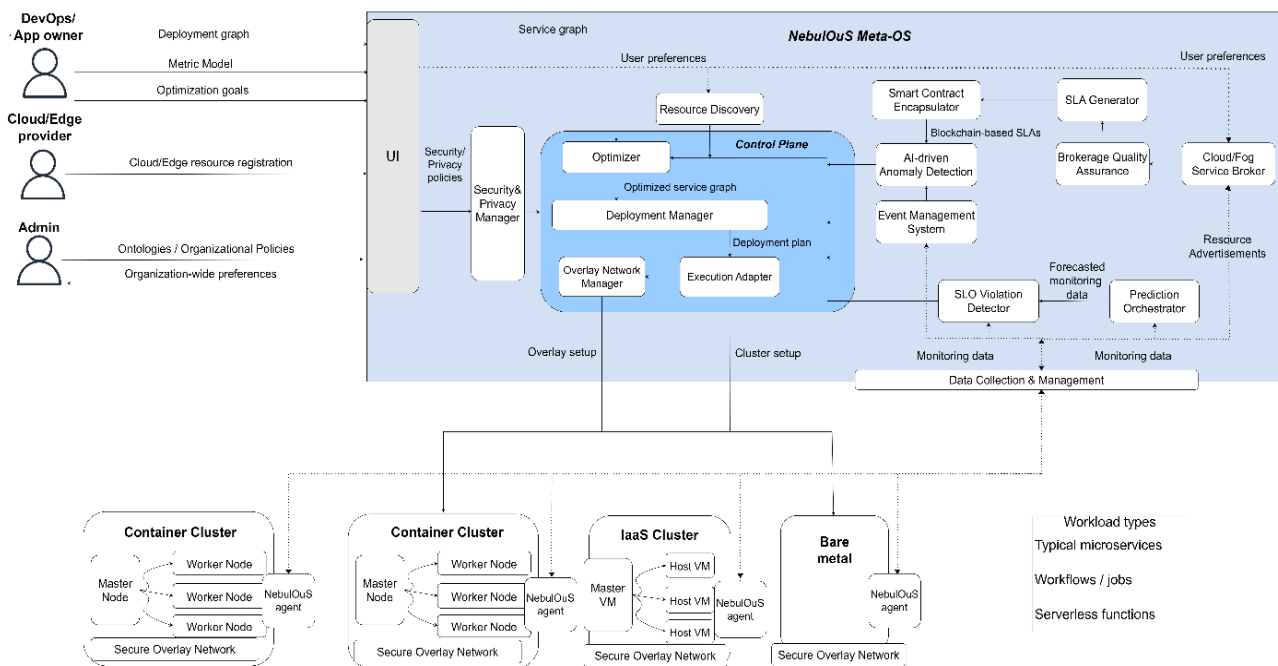 DevOps/
App owner
Deployment graph
Metric Model
Optimization goals
Cloud/Edge
provider
Cloud/Edge resource registration
Admin
Ontologies / Organizational Policies
Organization-wide preferences
UI
Security/
Privacy
policies
Security&
Privacy
Manager
Service graph
NebulOuS Meta-OS
User preferences
User preferences
Resource Discovery
Control Plane
Optimizer
Optimized service graph
Deployment Manager
Deployment plan
Overlay Network
Manager
Execution Adapter
Smart Contract
Encapsulator
SLA Generator
Blockchain-based SLAs
AI-driven
Anomaly Detection
Brokerage Quality
Assurance
Cloud/Fog
Service Broker
Event Management
System
Resource
Advertisements
Forecasted
monitoring
data
SLO Violation
Detector
Prediction
Orchestrator
Monitoring data
Monitoring data
Data Collection & Management
Overlay setup
Cluster setup
Container Cluster
Master
Node
Worker Node
Worker Node
Worker Node
NebulOuS
agent
Secure Overlay Network
Container Cluster
Master
Node
Worker Node
Worker Node
Worker Node
NebulOuS
agent
Secure Overlay Network
IaaS Cluster
Master
VM
Host VM
Host VM
Host VM
NebulOuS
agent
Secure Overlay Network
Bare
metal
NebulOuS
agent
Secure Overlay Network
Workload types
Typical microservices
Workflows / jobs
Serverless functions